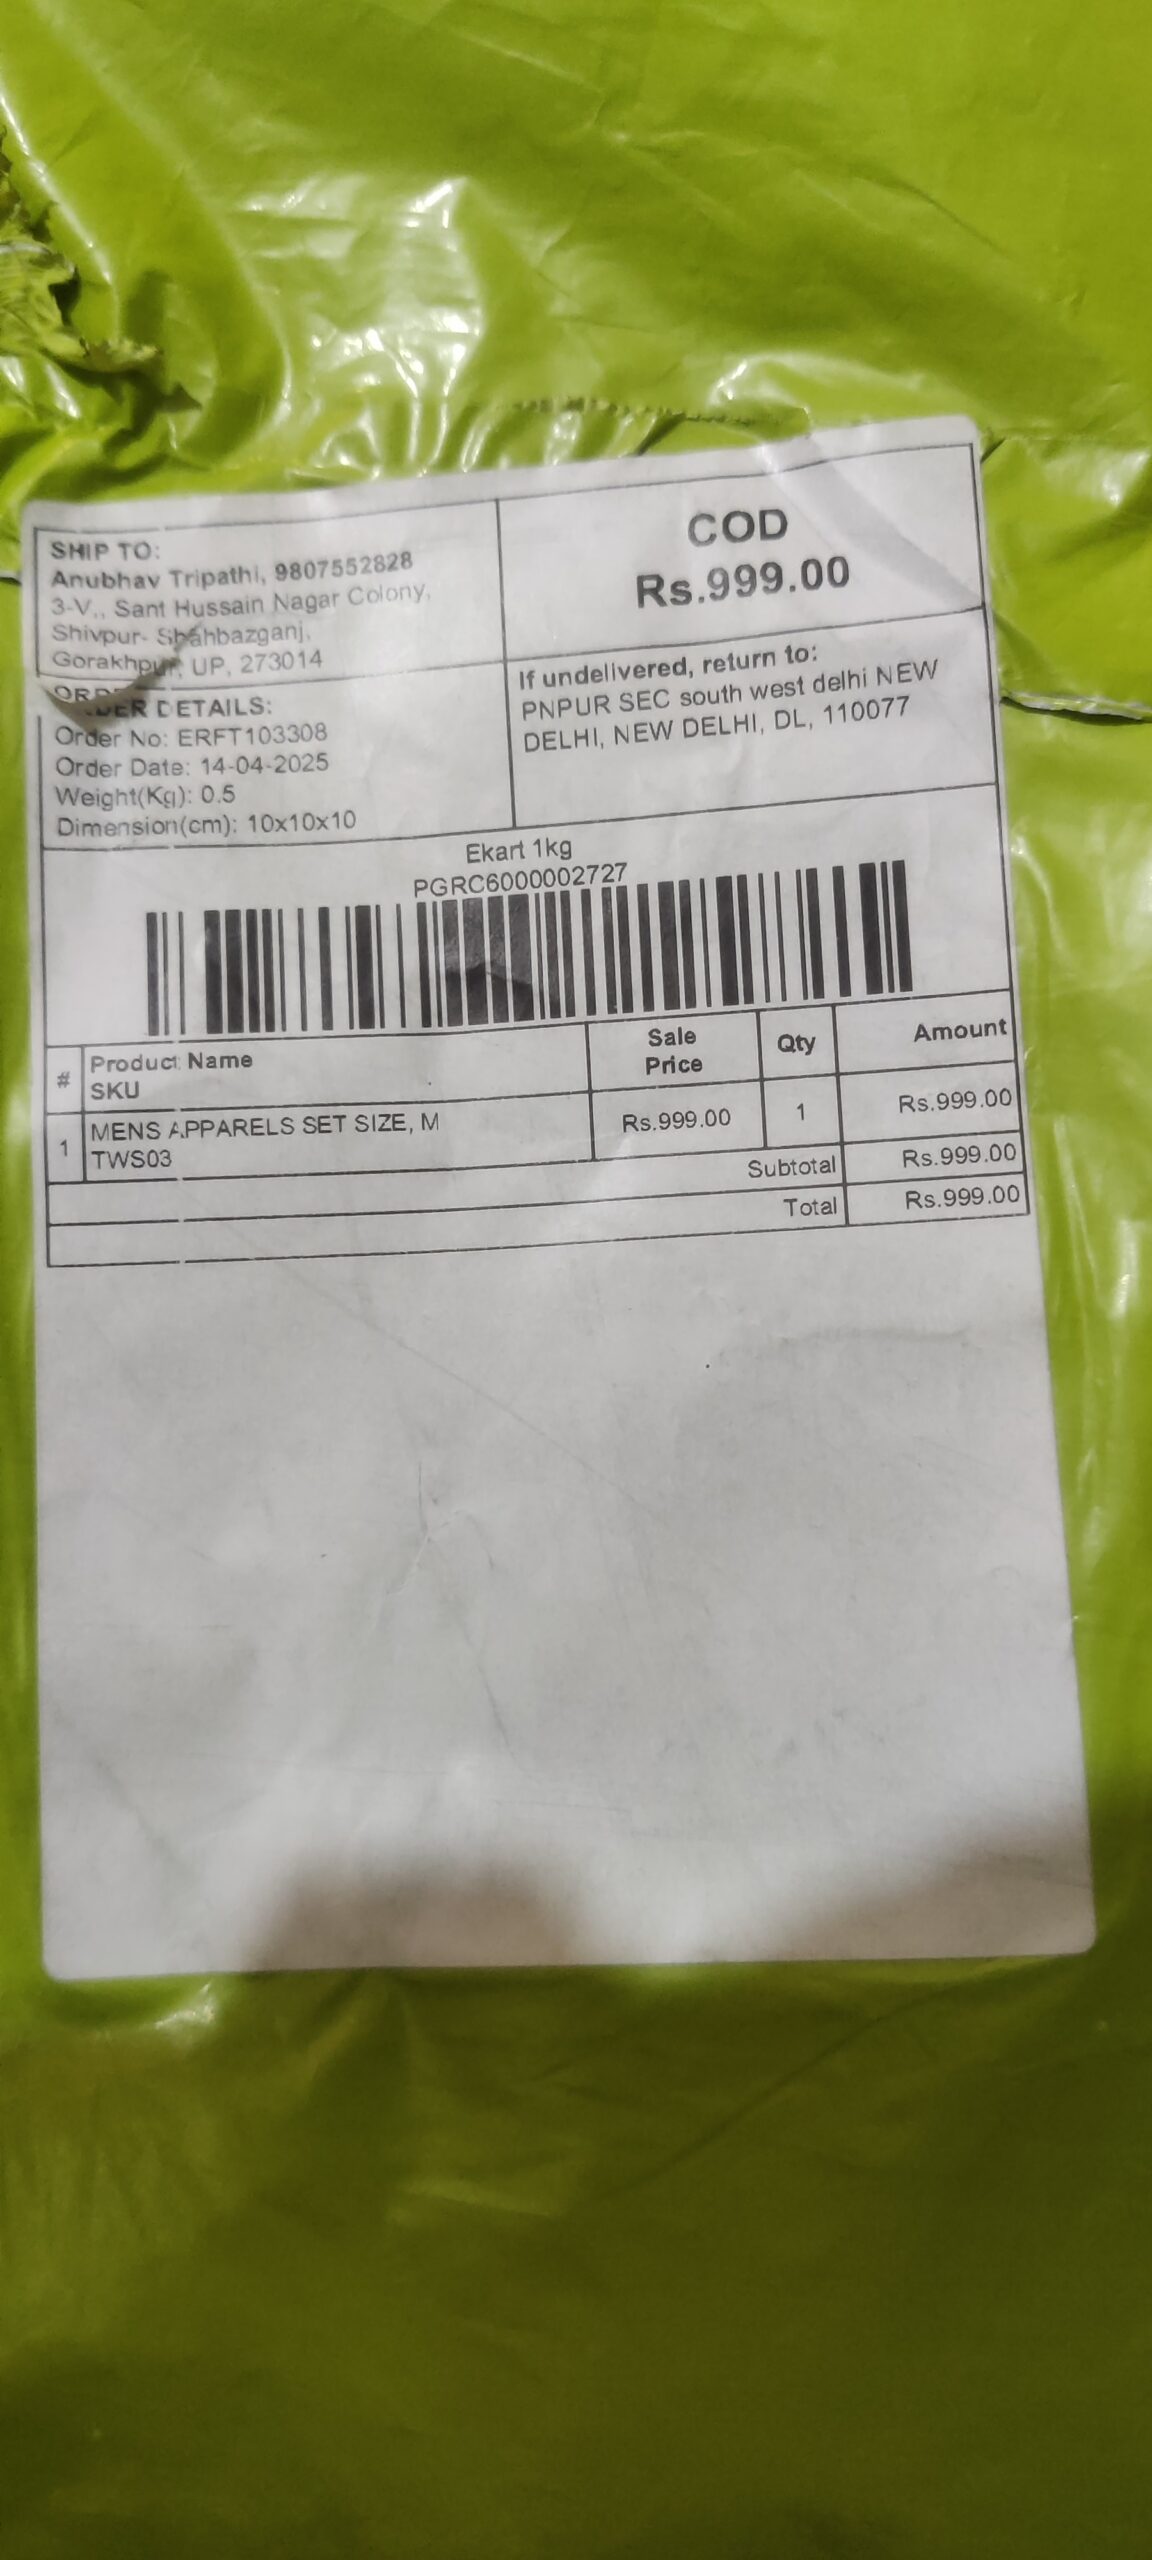 SHIP TO:
Anubhav Tripathi, 9807552828
3-V,, Sant Hussain Nagar Colony,
Shivpur- Shahbazganj,
Gorakhpur, UP, 273014
COD
Rs.999.00
If undelivered, return to:
PNPUR SEC south west delhi NEW
DELHI, NEW DELHI, DL, 110077
ORDER DETAILS:
Order No: ERFT103308
Order Date: 14-04-2025
Weight(Kg): 0.5
Dimension(cm): 10x10x10
Ekart 1kg
PGRC6000002727
# Product Name SKU Sale Price Qty Amount
1 MENS APPARELS SET SIZE, M Rs.999.00 1 Rs.999.00
TWS03
Subtotal Rs.999.00
Total Rs.999.00